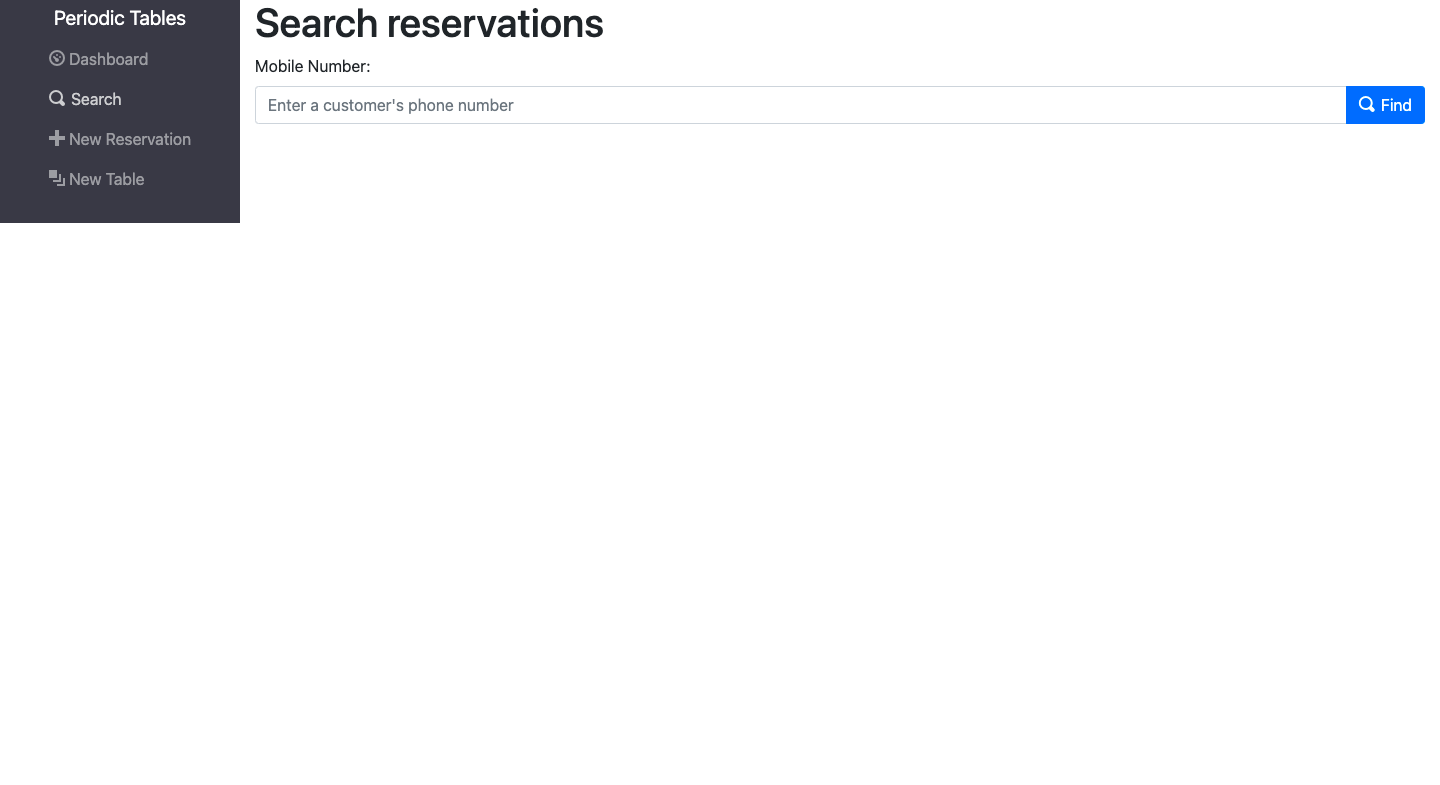 Periodic Tables
Dashboard
Search
New Reservation
New Table
Search reservations
Mobile Number:
Enter a customer's phone number
Find